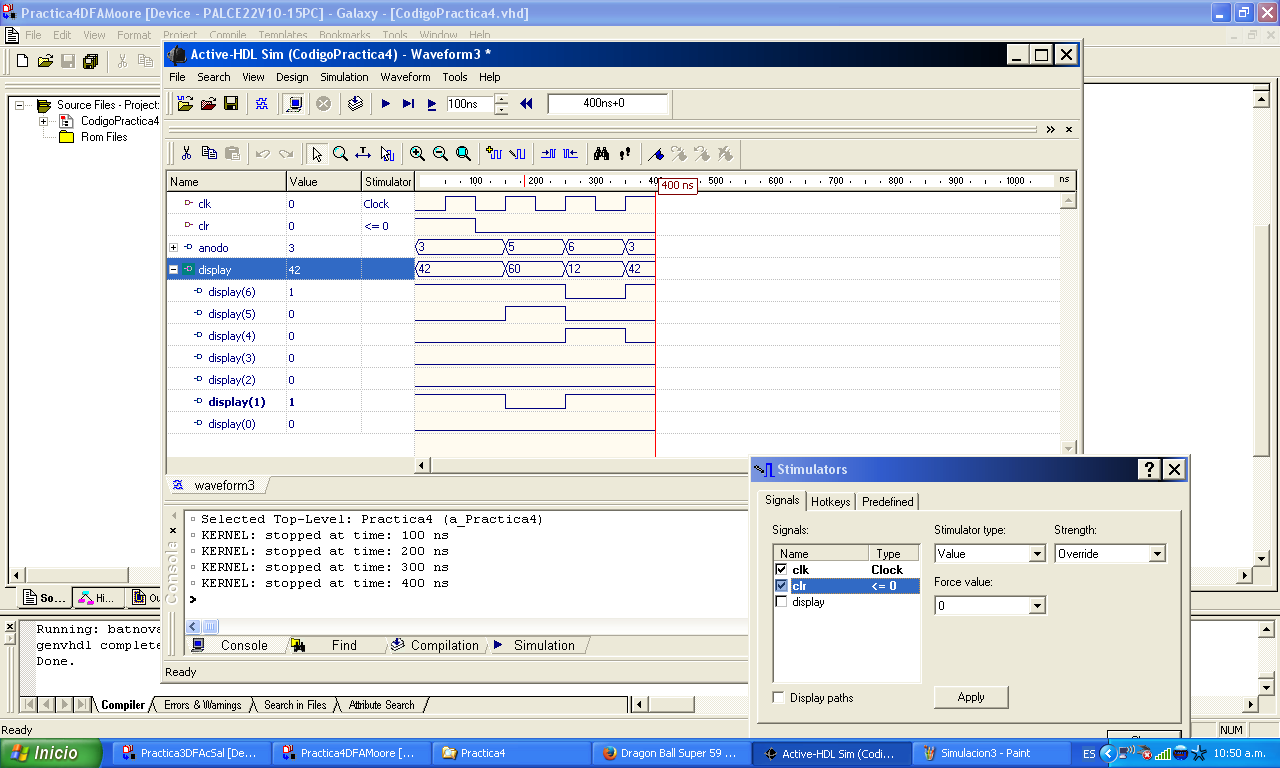 Practica4DFAMoore [Device - PALCE22V10-15PC] - Galaxy - [CodigoPractica4.vhd]
File Edit View Format Project Compile Templates Bookmarks Tools Window Help
Active-HDL Sim (CodigoPractica4) - Waveform3 *
File Search View Design Simulation Waveform Tools Help
100ns 400ns+0
Source Files - Project
CodigoPractica4
Rom Files
Name Value Stimulator 100 200 300 400 500 600 700 800 900 1000 ns
400 ns
clk 0 Clock
clr 0 <= 0
anodo 3 3 5 6 3
display 42 42 60 12 42
display(6) 1
display(5) 0
display(4) 0
display(3) 0
display(2) 0
display(1) 1
display(0) 0
waveform3
Console
Selected Top-Level: Practica4 (a_Practica4)
KERNEL: stopped at time: 100 ns
KERNEL: stopped at time: 200 ns
KERNEL: stopped at time: 300 ns
KERNEL: stopped at time: 400 ns
>
Console Find Compilation Simulation
Ready
Stimulators
Signals Hotkeys Predefined
Signals: Stimulator type: Strength:
Name Type Value Override
clk Clock
clr <= 0 Force value:
display 0
Display paths Apply
So... Hi... Ou
Running: batnova
genvhdl complete
Done.
Compiler Errors & Warnings Search in Files Attribute Search
Ready NUM
Inicio Practica3DFAcSal [De... Practica4DFAMoore [... Practica4 Dragon Ball Super 59 ... Active-HDL Sim (Codi... Simulacion3 - Paint ES 10:50 a.m.